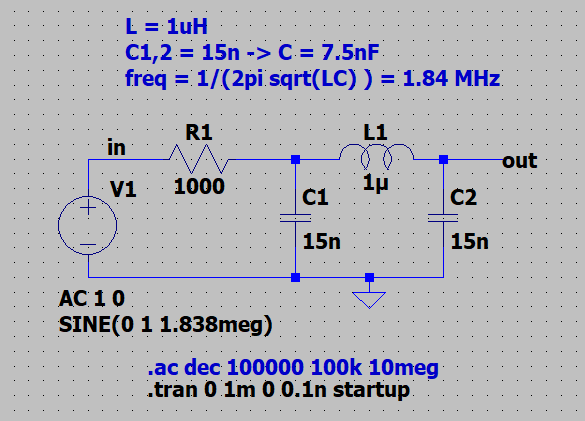 L = 1uH
C1,2 = 15n -> C = 7.5nF
freq = 1/(2pi sqrt(LC) ) = 1.84 MHz
R1
L1
in
out
V1
1000
1µ
C1
C2
15n
15n
AC 1 0
SINE(0 1 1.838meg)
.ac dec 100000 100k 10meg
.tran 0 1m 0 0.1n startup